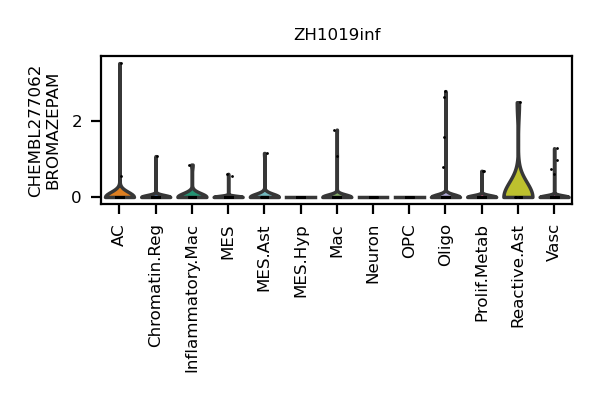 ZH1019inf
CHEMBL277062
BROMAZEPAM
2
0
AC
Chromatin.Reg
Inflammatory.Mac
MES
MES.Ast
MES.Hyp
Mac
Neuron
OPC
Oligo
Prolif.Metab
Reactive.Ast
Vasc